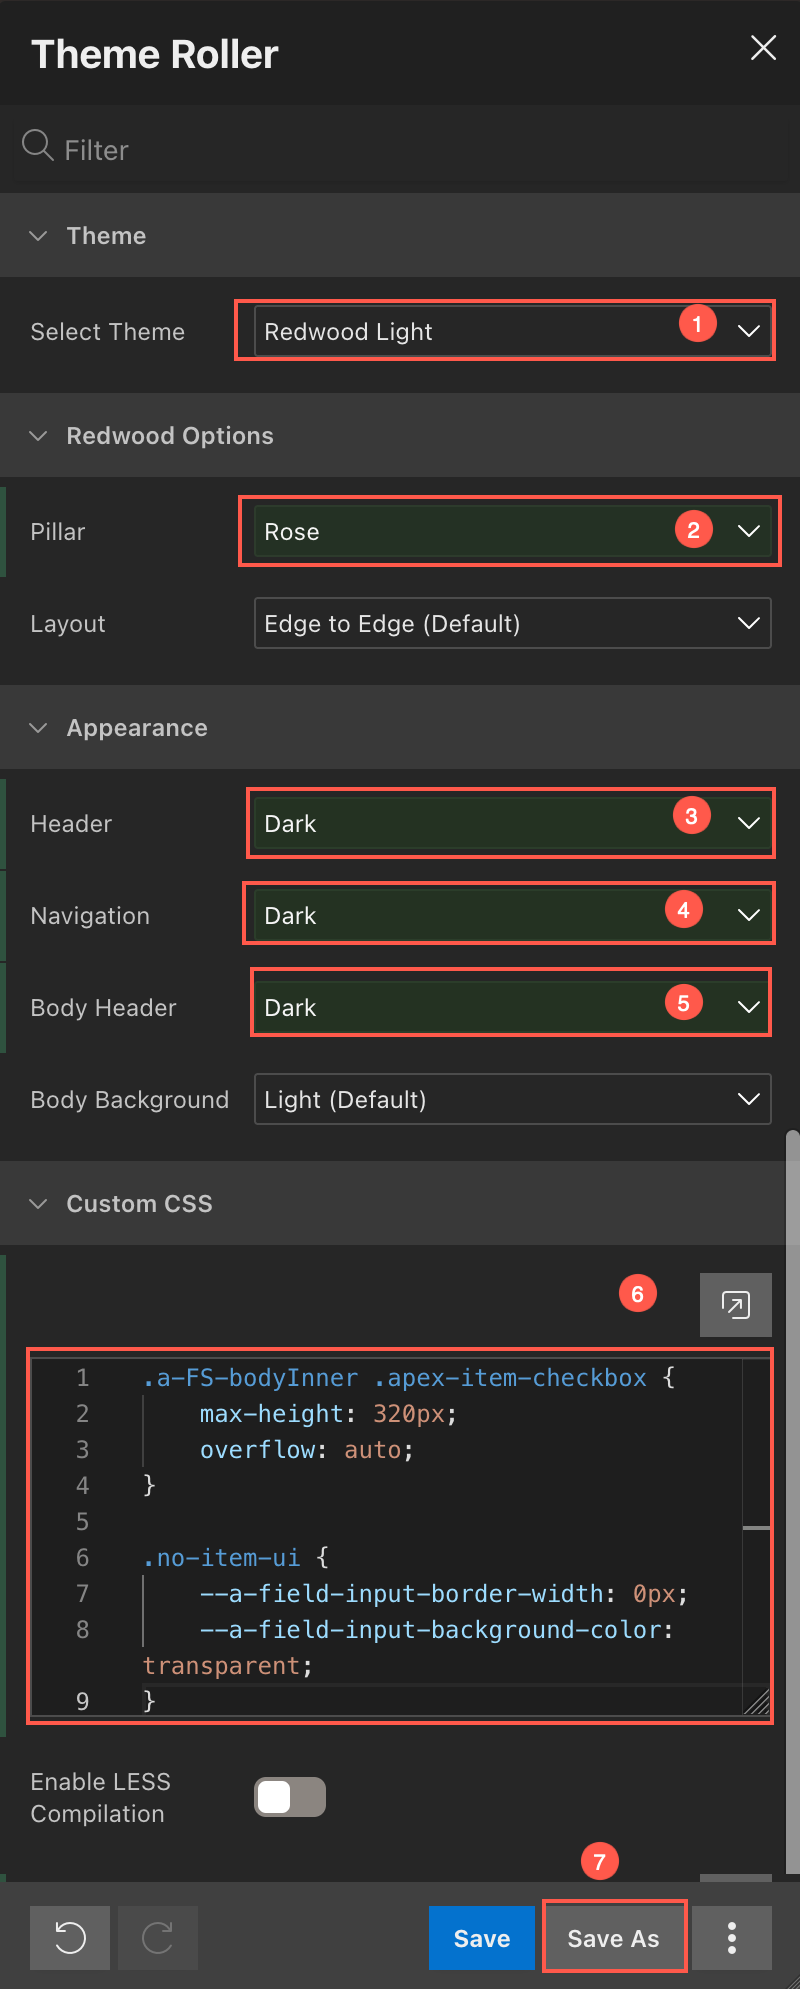 Theme Roller
Filter
Theme
Select Theme Redwood Light 1
Redwood Options
Pillar Rose 2
Layout Edge to Edge (Default)
Appearance
Header Dark 3
Navigation Dark 4
Body Header Dark 5
Body Background Light (Default)
Custom CSS
6
1 .a-FS-bodyInner .apex-item-checkbox {
2 max-height: 320px;
3 overflow: auto;
4 }
5
6 .no-item-ui {
7 --a-field-input-border-width: 0px;
8 --a-field-input-background-color:
transparent;
9 }
Enable LESS
Compilation
7
Save Save As